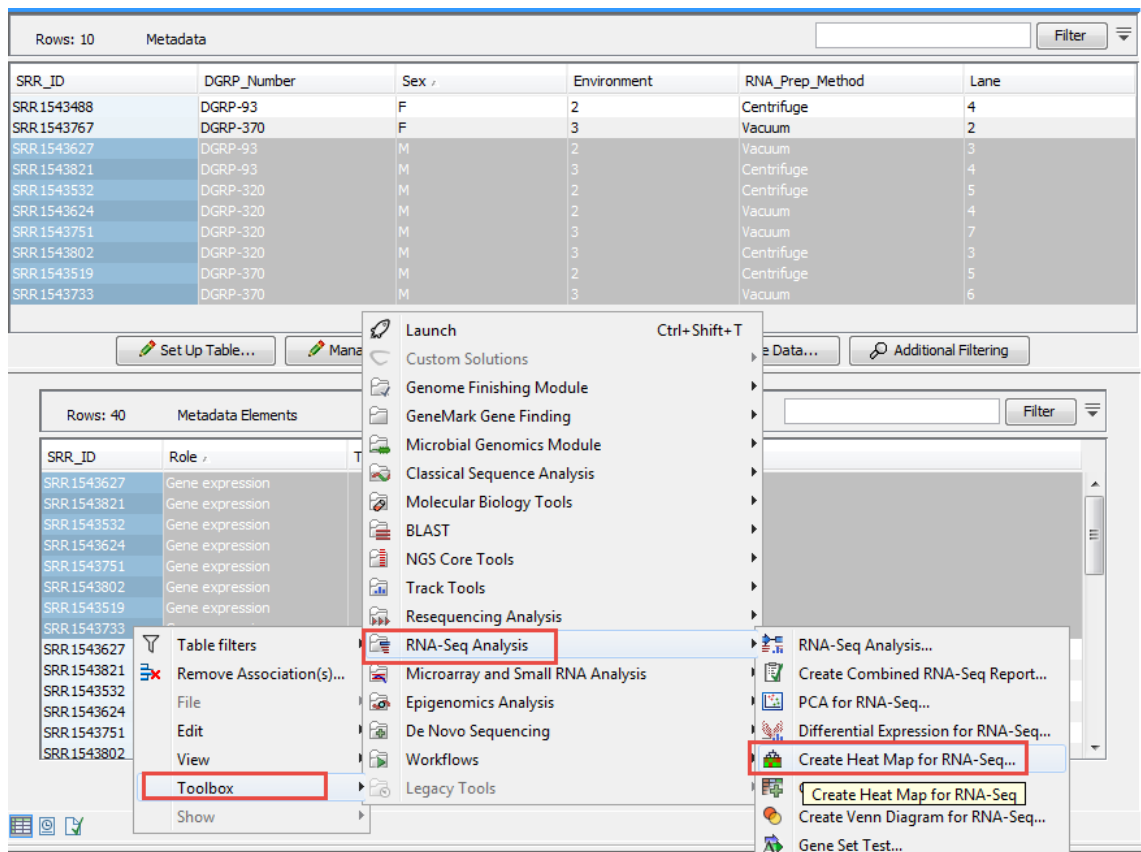 Rows: 10 Metadata Filter
SRR_ID DGRP_Number Sex Environment RNA_Prep_Method Lane
SRR1543488 DGRP-93 F 2 Centrifuge 4
SRR1543767 DGRP-370 F 3 Vacuum 2
SRR1543627 DGRP-93 M 2 Vacuum 3
SRR1543821 DGRP-93 M 3 Centrifuge 4
SRR1543532 DGRP-320 M 2 Centrifuge 5
SRR1543624 DGRP-320 M 2 Vacuum 4
SRR1543751 DGRP-320 M 3 Vacuum 7
SRR1543802 DGRP-320 M 3 Centrifuge 3
SRR1543519 DGRP-370 M 2 Centrifuge 5
SRR1543733 DGRP-370 M 3 Vacuum 6
Set Up Table... Mana e Data... Additional Filtering
Rows: 40 Metadata Elements Filter
SRR_ID Role T
SRR1543627 Gene expression
SRR1543821 Gene expression
SRR1543532 Gene expression
SRR1543624 Gene expression
SRR1543751 Gene expression
SRR1543802 Gene expression
SRR1543519 Gene expression
SRR1543733
SRR1543627
SRR1543821
SRR1543532
SRR1543624
SRR1543751
SRR1543802
Table filters
Remove Association(s)...
File
Edit
View
Toolbox
Show
Launch Ctrl+Shift+T
Custom Solutions
Genome Finishing Module
GeneMark Gene Finding
Microbial Genomics Module
Classical Sequence Analysis
Molecular Biology Tools
BLAST
NGS Core Tools
Track Tools
Resequencing Analysis
RNA-Seq Analysis
Microarray and Small RNA Analysis
Epigenomics Analysis
De Novo Sequencing
Workflows
Legacy Tools
RNA-Seq Analysis...
Create Combined RNA-Seq Report...
PCA for RNA-Seq...
Differential Expression for RNA-Seq...
Create Heat Map for RNA-Seq...
Create Heat Map for RNA-Seq
Create Venn Diagram for RNA-Seq...
Gene Set Test...